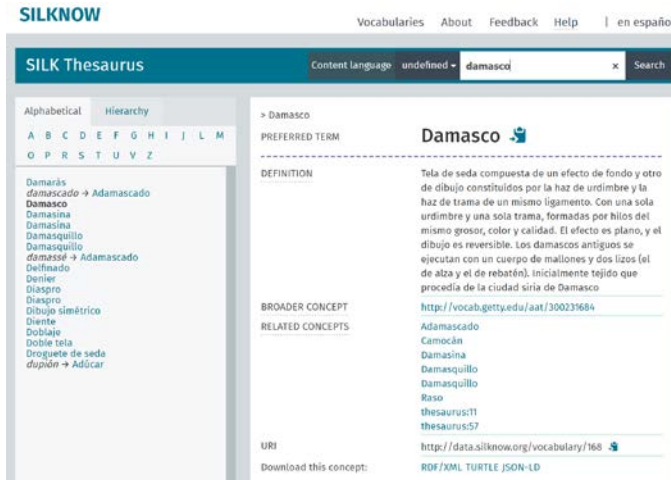 SILKNOW
Vocabularies About Feedback Help | en españo
SILK Thesaurus
Content language undefined damasco × Search
Alphabetical Hierarchy
A B C D E F G H I J L M
O P R S T U V Z
Damarás
damascado → Adamascado
Damasco
Damasina
Damasina
Damasquillo
Damasquillo
damassé → Adamascado
Delfinado
Denier
Diaspro
Diaspro
Dibujo simétrico
Diente
Doblaje
Doble tela
Droguete de seda
dupión → Adúcar
> Damasco
PREFERRED TERM Damasco
DEFINITION Tela de seda compuesta de un efecto de fondo y otro
de dibujo constituidos por la haz de urdimbre y la
haz de trama de un mismo ligamento. Con una sola
urdimbre y una sola trama, formadas por hilos del
mismo grosor, color y calidad. El efecto es plano, y el
dibujo es reversible. Los damascos antiguos se
ejecutan con un cuerpo de mallones y dos lizos (el
de alza y el de rebatén). Inicialmente tejido que
procedía de la ciudad siria de Damasco
BROADER CONCEPT http://vocab.getty.edu/aat/300231684
RELATED CONCEPTS Adamascado
Camocán
Damasina
Damasquillo
Damasquillo
Raso
thesaurus:11
thesaurus:57
URI http://data.silknow.org/vocabulary/168
Download this concept: RDF/XML TURTLE JSON-LD